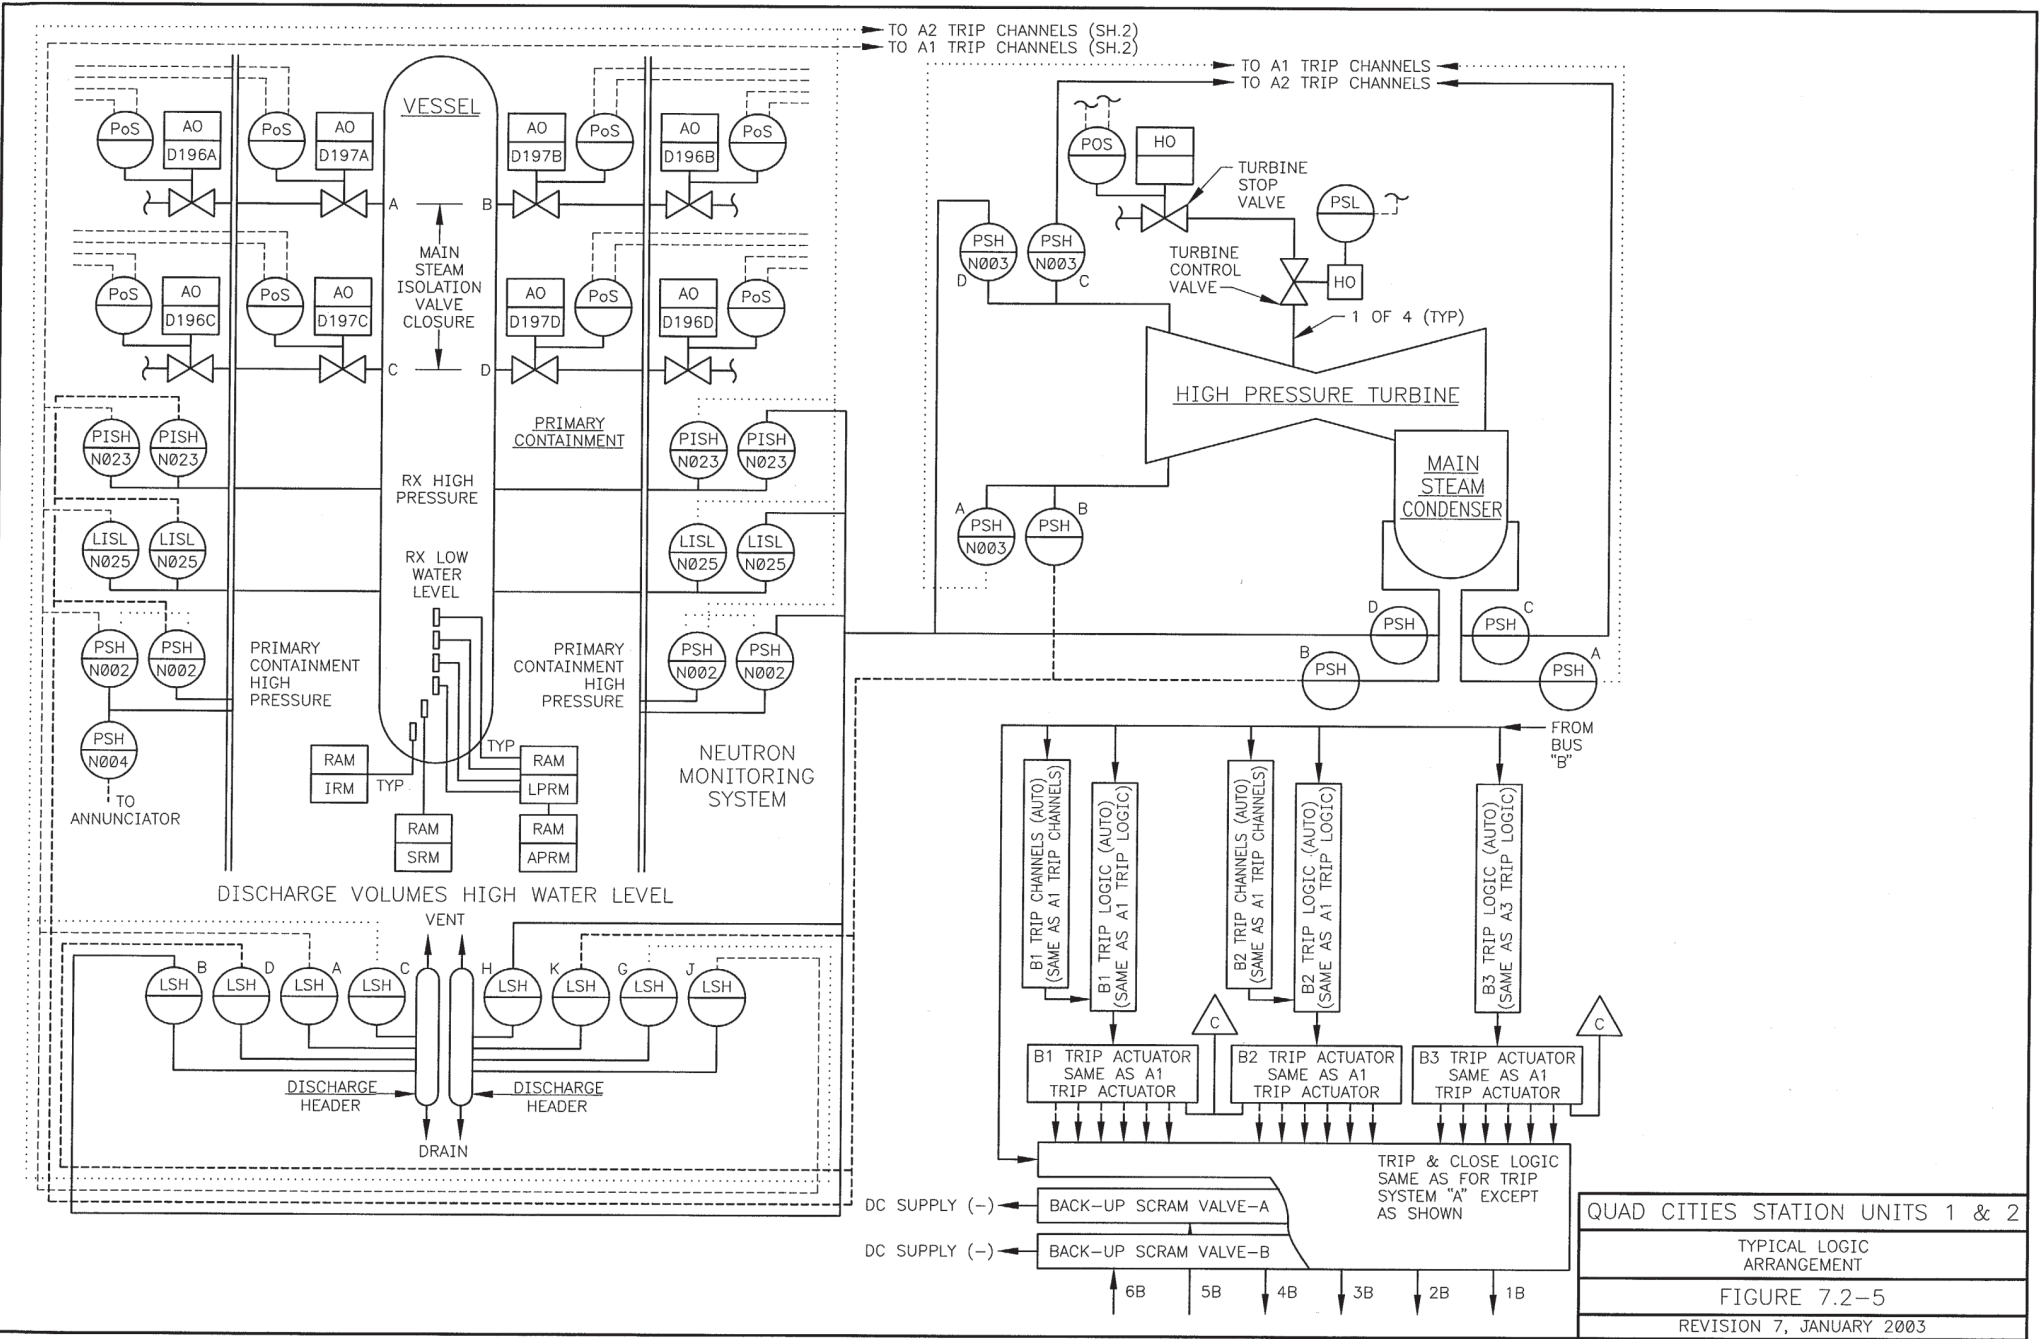 TO A2 TRIP CHANNELS (SH.2)
TO A1 TRIP CHANNELS (SH.2)
TO A1 TRIP CHANNELS
TO A2 TRIP CHANNELS
VESSEL
PoS
AO
D196A
PoS
AO
D197A
AO
D197B
PoS
AO
D196B
PoS
A
B
MAIN
STEAM
ISOLATION
VALVE
CLOSURE
PoS
AO
D196C
PoS
AO
D197C
AO
D197D
PoS
AO
D196D
PoS
C
D
POS
HO
TURBINE
STOP
VALVE
PSL
PSH
N003
D
PSH
N003
C
TURBINE
CONTROL
VALVE
HO
1 OF 4 (TYP)
HIGH PRESSURE TURBINE
MAIN
STEAM
CONDENSER
A
PSH
N003
B
PSH
D
PSH
C
PSH
B
PSH
A
PSH
PISH
N023
PISH
N023
PRIMARY
CONTAINMENT
PISH
N023
PISH
N023
RX HIGH
PRESSURE
LISL
N025
LISL
N025
RX LOW
WATER
LEVEL
LISL
N025
LISL
N025
PSH
N002
PSH
N002
PRIMARY
CONTAINMENT
HIGH
PRESSURE
PRIMARY
CONTAINMENT
HIGH
PRESSURE
PSH
N002
PSH
N002
PSH
N004
TO
ANNUNCIATOR
RAM
IRM
TYP
TYP
RAM
LPRM
RAM
SRM
RAM
APRM
NEUTRON
MONITORING
SYSTEM
DISCHARGE VOLUMES HIGH WATER LEVEL
VENT
B
LSH
D
LSH
A
LSH
C
LSH
H
LSH
K
LSH
G
LSH
J
LSH
DISCHARGE
HEADER
DISCHARGE
HEADER
DRAIN
FROM
BUS
"B"
B1 TRIP CHANNELS (AUTO)
(SAME AS A1 TRIP CHANNELS)
B1 TRIP LOGIC (AUTO)
(SAME AS A1 TRIP LOGIC)
B2 TRIP CHANNELS (AUTO)
(SAME AS A1 TRIP CHANNELS)
B2 TRIP LOGIC (AUTO)
(SAME AS A1 TRIP LOGIC)
B3 TRIP LOGIC (AUTO)
(SAME AS A3 TRIP LOGIC)
C
C
B1 TRIP ACTUATOR
SAME AS A1
TRIP ACTUATOR
B2 TRIP ACTUATOR
SAME AS A1
TRIP ACTUATOR
B3 TRIP ACTUATOR
SAME AS A1
TRIP ACTUATOR
TRIP & CLOSE LOGIC
SAME AS FOR TRIP
SYSTEM "A" EXCEPT
AS SHOWN
DC SUPPLY (-)
BACK-UP SCRAM VALVE-A
DC SUPPLY (-)
BACK-UP SCRAM VALVE-B
6B
5B
4B
3B
2B
1B
QUAD CITIES STATION UNITS 1 & 2
TYPICAL LOGIC
ARRANGEMENT
FIGURE 7.2-5
REVISION 7, JANUARY 2003